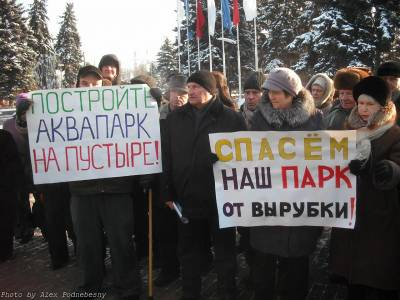 ПОСТРОЙТЕ
АКВАПАРК
НА ПУСТЫРЕ!
СПАСЁМ
НАШ ПАРК
ОТ ВЫРУБКИ!
Photo by Alex Podnebesny